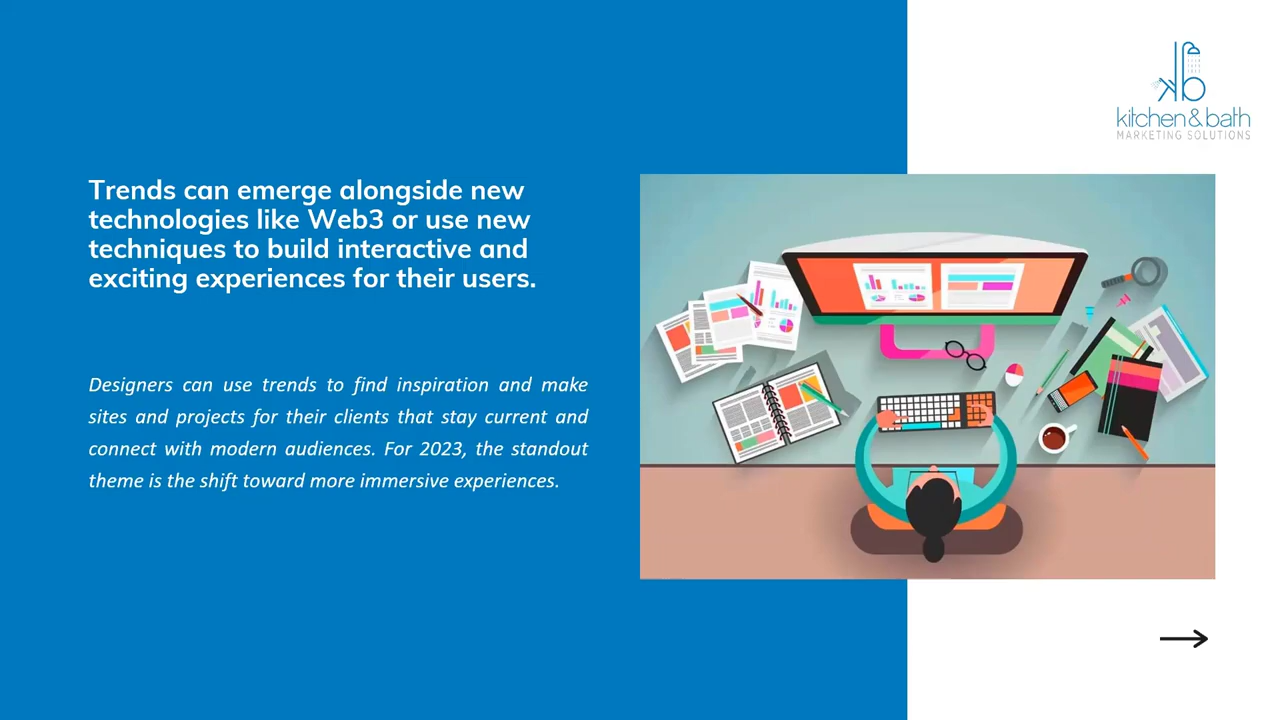 kitchen & bath
MARKETING SOLUTIONS
Trends can emerge alongside new
technologies like Web3 or use new
techniques to build interactive and
exciting experiences for their users.
Designers can use trends to find inspiration and make
sites and projects for their clients that stay current and
connect with modern audiences. For 2023, the standout
theme is the shift toward more immersive experiences.